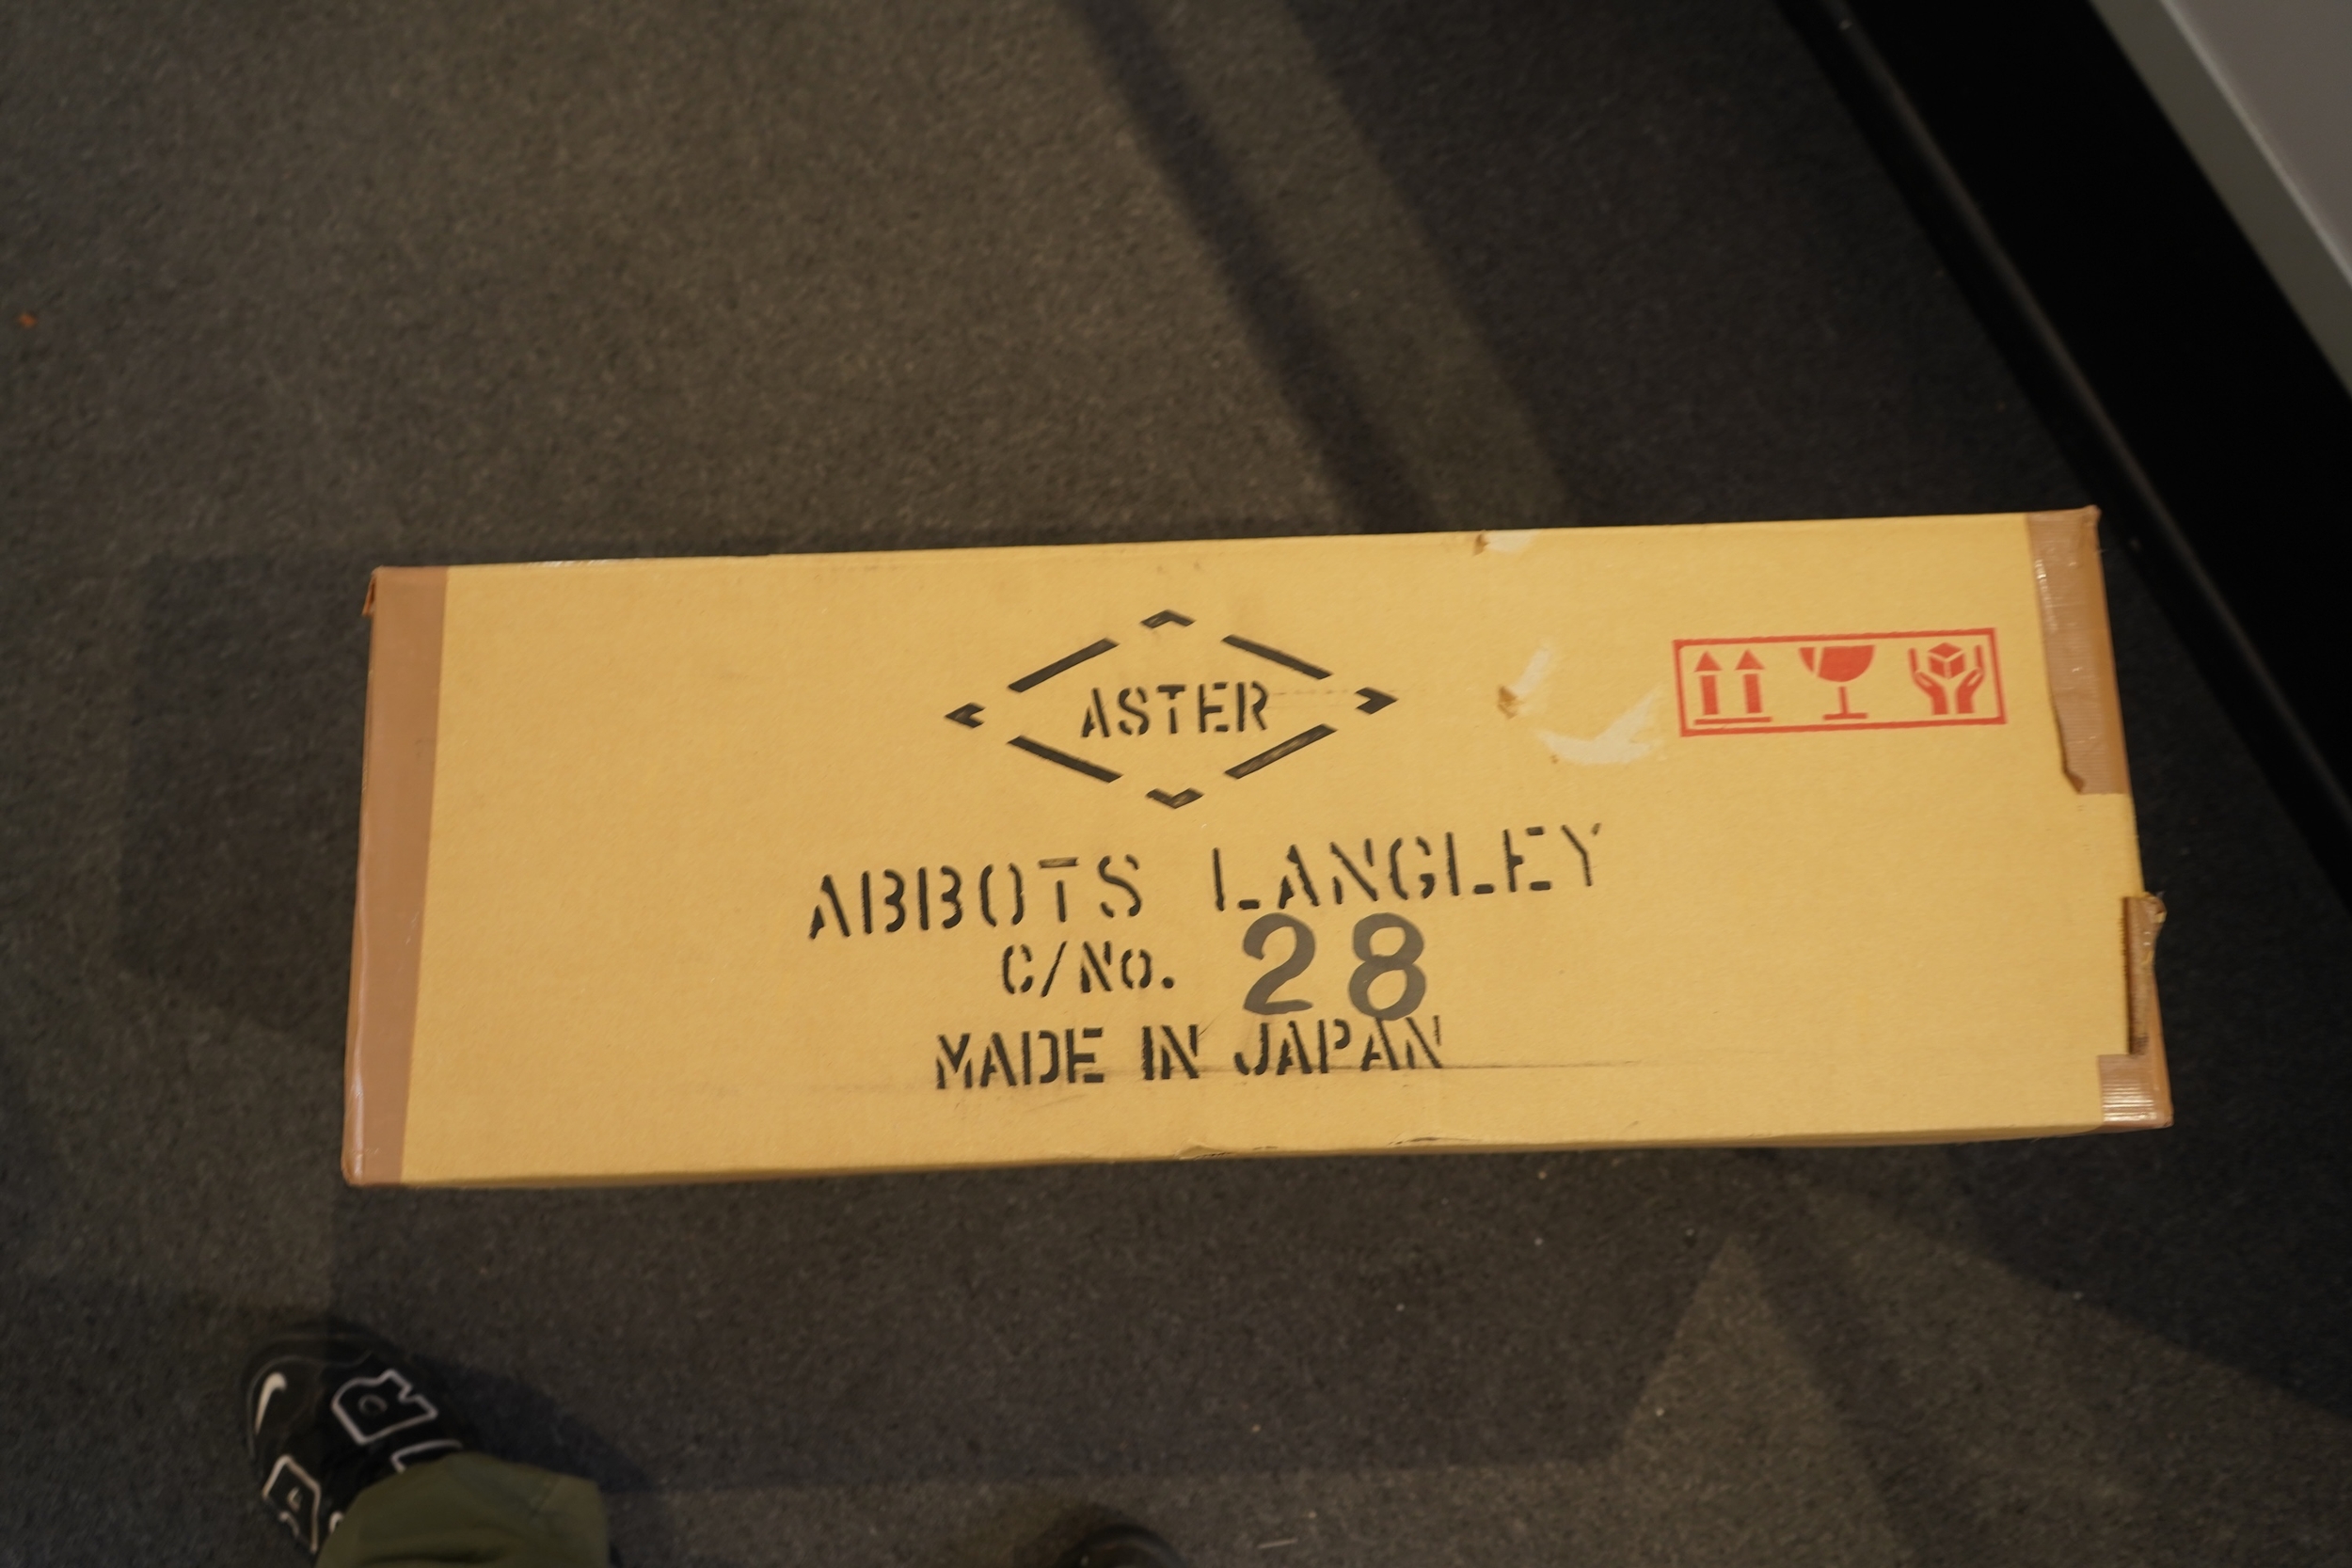 ASTER
ABBOTS LANGLEY
C/No. 28
MADE IN JAPAN